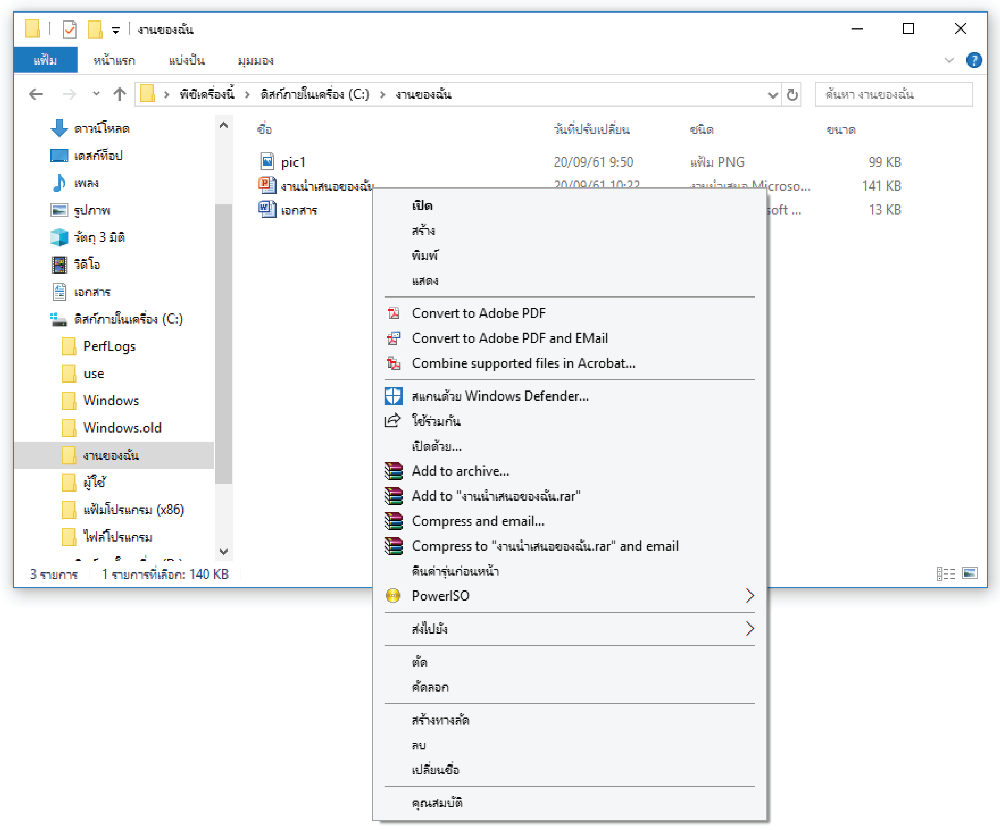 งานของฉัน
แฟ้ม หน้าแรก แบ่งปัน มุมมอง
พีซีเครื่องนี้ > ดิสก์ภายในเครื่อง (C:) > งานของฉัน ค้นหา งานของฉัน
ดาวน์โหลด
เดสก์ท็อป
เพลง
รูปภาพ
วัตถุ 3 มิติ
วิดีโอ
เอกสาร
ดิสก์ภายในเครื่อง (C:)
PerfLogs
use
Windows
Windows.old
งานของฉัน
ผู้ใช้
แฟ้มโปรแกรม (x86)
ไฟล์โปรแกรม
ชื่อ วันที่ปรับเปลี่ยน ชนิด ขนาด
pic1 20/09/61 9:50 แฟ้ม PNG 99 KB
งานนำเสนอของฉัน 20/09/61 10:22 งานนำเสนอ Microso... 141 KB
เอกสาร soft ... 13 KB
เปิด
สร้าง
พิมพ์
แสดง
Convert to Adobe PDF
Convert to Adobe PDF and EMail
Combine supported files in Acrobat...
สแกนด้วย Windows Defender...
ใช้ร่วมกัน
เปิดด้วย...
Add to archive...
Add to "งานนำเสนอของฉัน.rar"
Compress and email...
Compress to "งานนำเสนอของฉัน.rar" and email
คืนค่ารุ่นก่อนหน้า
PowerISO
ส่งไปยัง
ตัด
คัดลอก
สร้างทางลัด
ลบ
เปลี่ยนชื่อ
คุณสมบัติ
3 รายการ 1 รายการที่เลือก: 140 KB